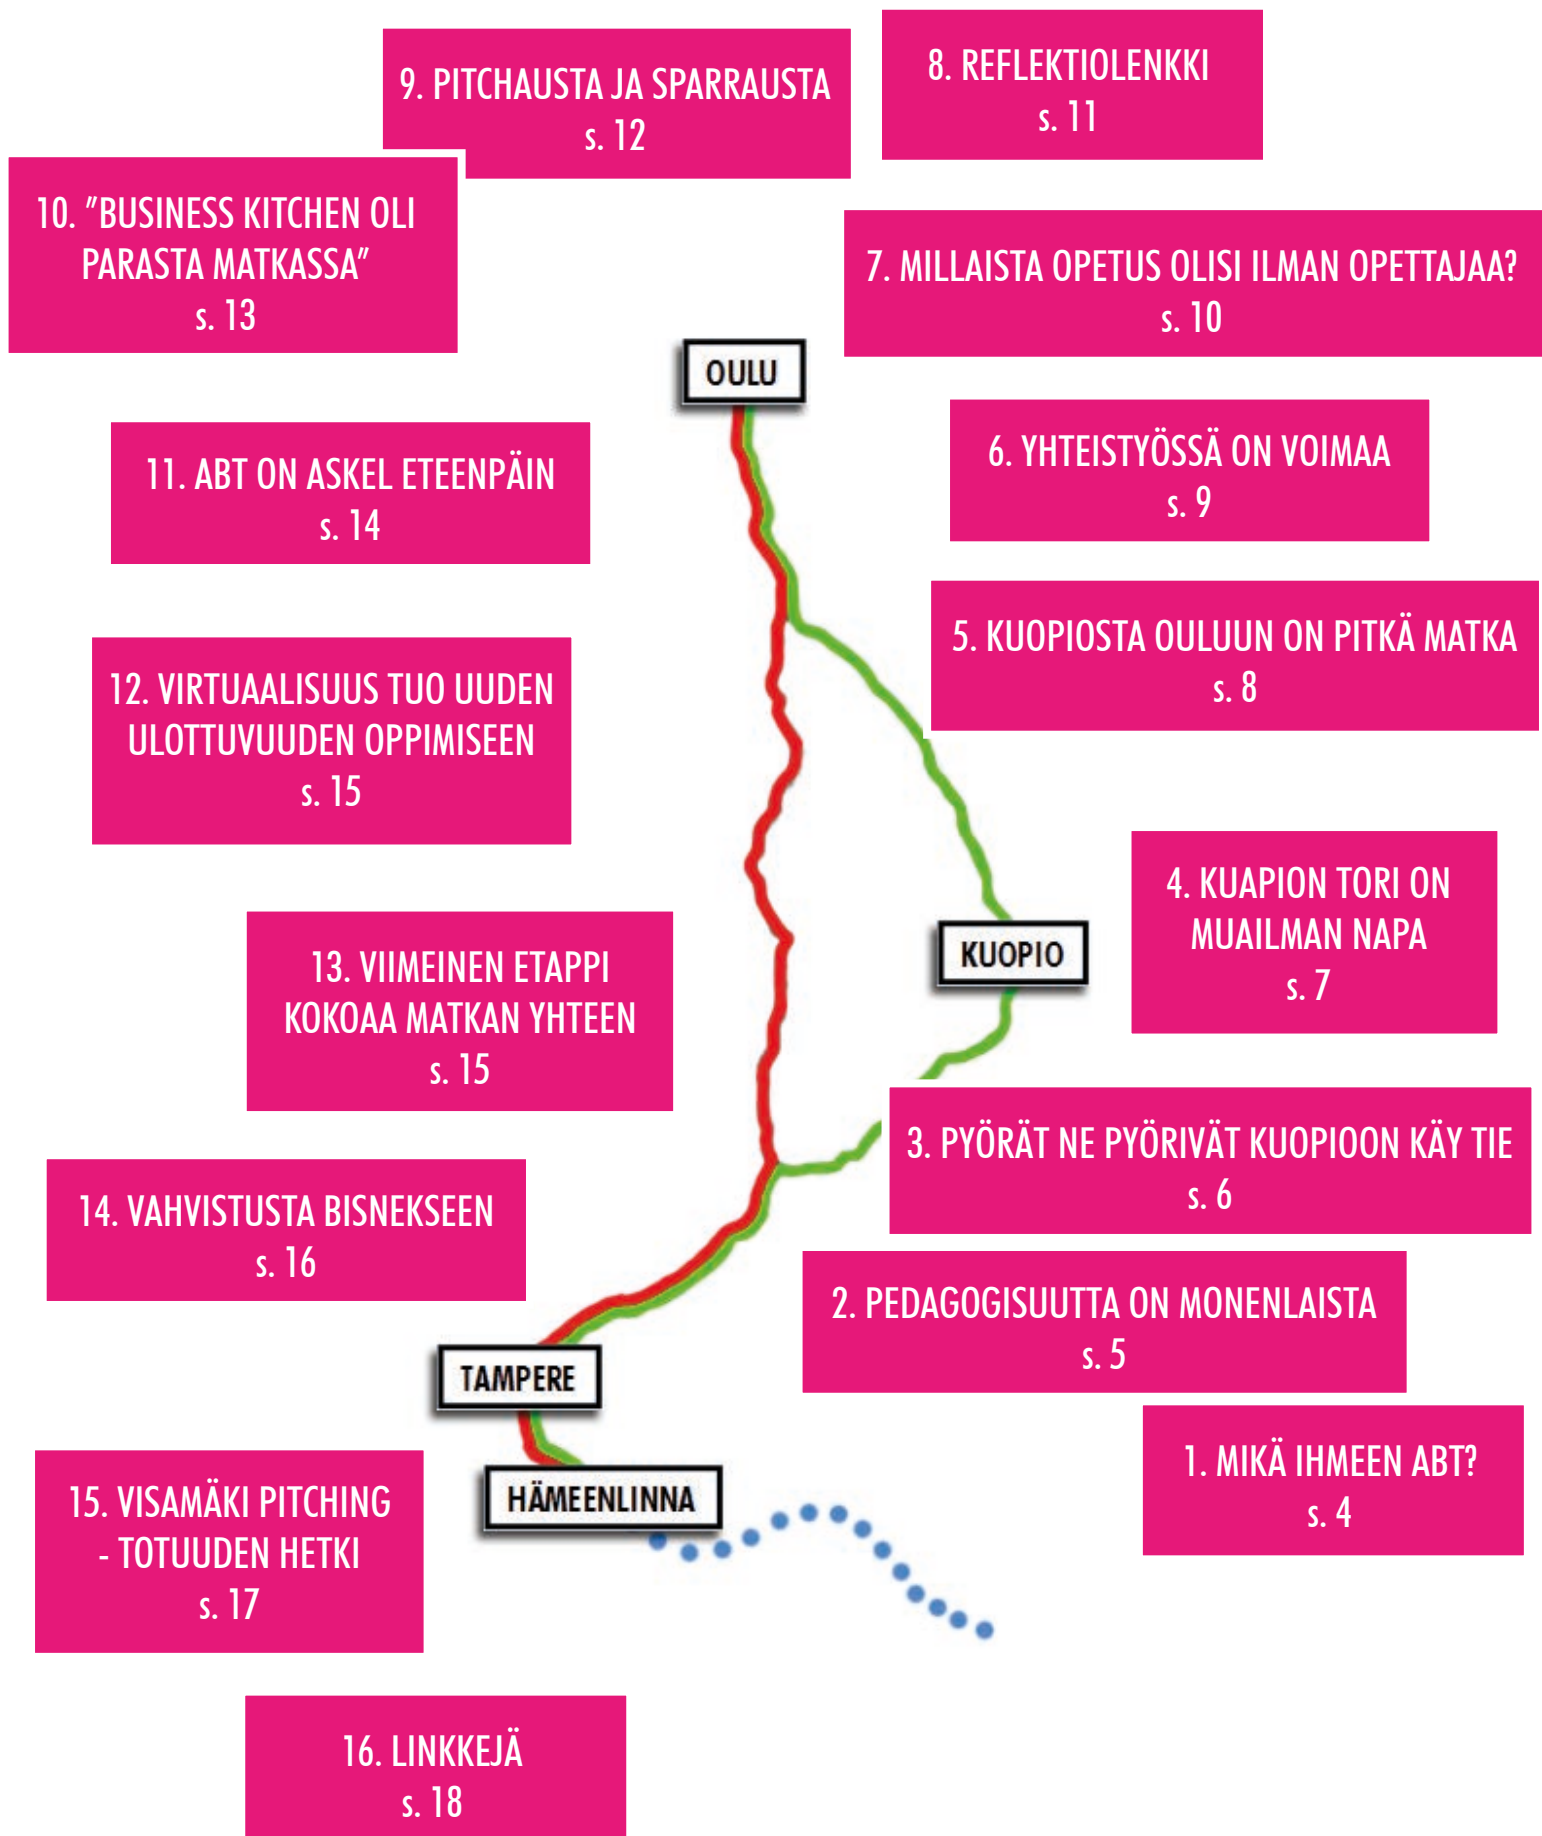 9. PITCHAUSTA JA SPARRAUSTA
s. 12
8. REFLEKTIOLENKKI
s. 11
10. ”BUSINESS KITCHEN OLI
PARASTA MATKASSA”
s. 13
7. MILLAISTA OPETUS OLISI ILMAN OPETTAJAA?
s. 10
OULU
11. ABT ON ASKEL ETEENPÄIN
s. 14
6. YHTEISTYÖSSÄ ON VOIMAA
s. 9
5. KUOPIOSTA OULUUN ON PITKÄ MATKA
s. 8
12. VIRTUAALISUUS TUO UUDEN
ULOTTUVUUDEN OPPIMISEEN
s. 15
4. KUAPION TORI ON
MUAILMAN NAPA
s. 7
KUOPIO
13. VIIMEINEN ETAPPI
KOKOAA MATKAN YHTEEN
s. 15
3. PYÖRÄT NE PYÖRIVÄT KUOPIOON KÄY TIE
s. 6
14. VAHVISTUSTA BISNEKSEEN
s. 16
2. PEDAGOGISUUTTA ON MONENLAISTA
s. 5
TAMPERE
1. MIKÄ IHMEEN ABT?
s. 4
HÄMEENLINNA
15. VISAMÄKI PITCHING
- TOTUUDEN HETKI
s. 17
16. LINKKEJÄ
s. 18